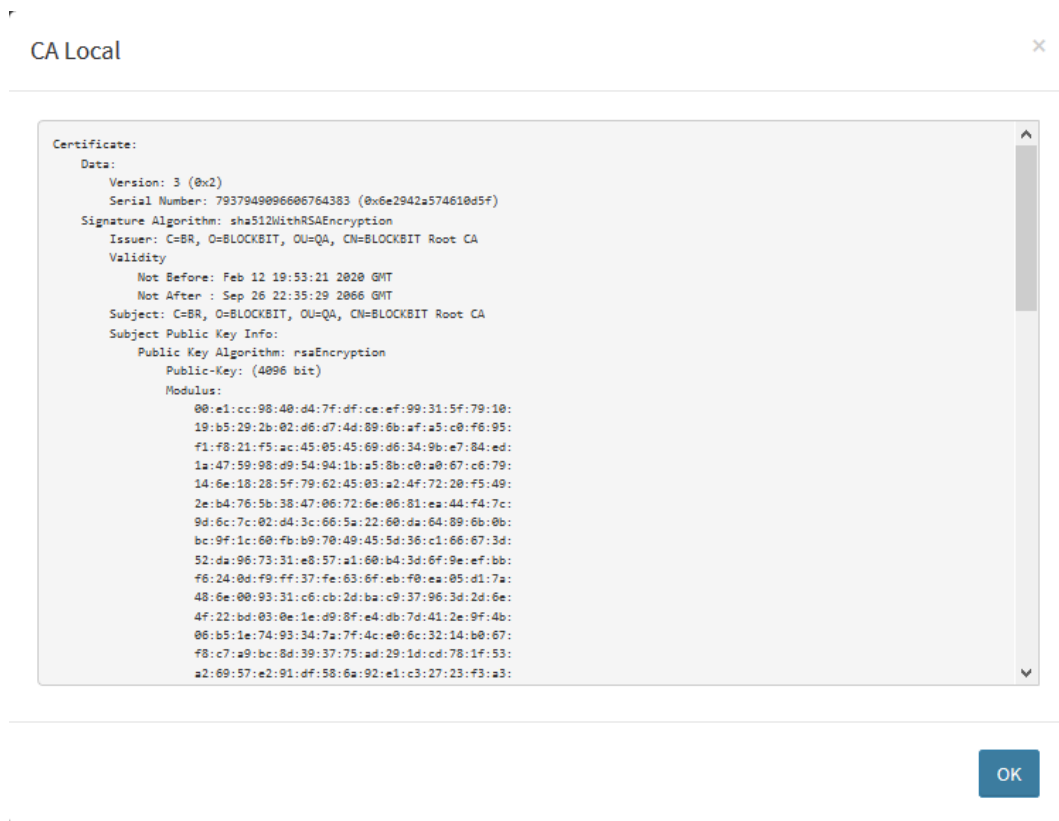 CA Local
×
Certificate:
Data:
Version: 3 (0x2)
Serial Number: 7937949096606764383 (0x6e2942a574610d5f)
Signature Algorithm: sha512WithRSAEncryption
Issuer: C=BR, O=BLOCKBIT, OU=QA, CN=BLOCKBIT Root CA
Validity
Not Before: Feb 12 19:53:21 2020 GMT
Not After : Sep 26 22:35:29 2066 GMT
Subject: C=BR, O=BLOCKBIT, OU=QA, CN=BLOCKBIT Root CA
Subject Public Key Info:
Public Key Algorithm: rsaEncryption
Public-Key: (4096 bit)
Modulus:
00:e1:cc:98:40:d4:7f:df:ce:ef:99:31:5f:79:10:
19:b5:29:2b:02:d6:d7:4d:89:6b:af:a5:c0:f6:95:
f1:f8:21:f5:ac:45:05:45:69:d6:34:9b:e7:84:ed:
1a:47:59:98:d9:54:94:1b:a5:8b:c0:a0:67:c6:79:
14:6e:18:28:5f:79:62:45:03:a2:4f:72:20:f5:49:
2e:b4:76:5b:38:47:06:72:6e:06:81:ea:44:f4:7c:
9d:6c:7c:02:d4:3c:66:5a:22:60:da:64:89:6b:0b:
bc:9f:1c:60:fb:b9:70:49:45:5d:36:c1:66:67:3d:
52:da:96:73:31:e8:57:a1:60:b4:3d:6f:9e:ef:bb:
f6:24:0d:f9:ff:37:fe:63:6f:eb:f0:ea:05:d1:7a:
48:6e:00:93:31:c6:cb:2d:ba:c9:37:96:3d:2d:6e:
4f:22:bd:03:0e:1e:d9:8f:e4:db:7d:41:2e:9f:4b:
06:b5:1e:74:93:34:7a:7f:4c:e0:6c:32:14:b0:67:
f8:c7:a9:bc:8d:39:37:75:ad:29:1d:cd:78:1f:53:
a2:69:57:e2:91:df:58:6a:92:e1:c3:27:23:f3:a3:
OK